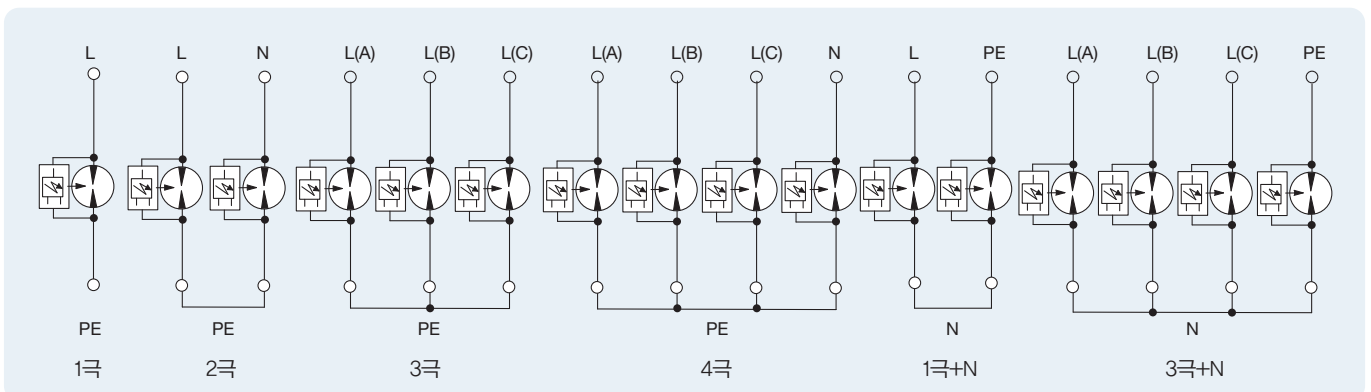 L L N L(A) L(B) L(C) L(A) L(B) L(C) N L PE L(A) L(B) L(C) PE
PE PE PE PE N N
1극 2극 3극 4극 1극+N 3극+N